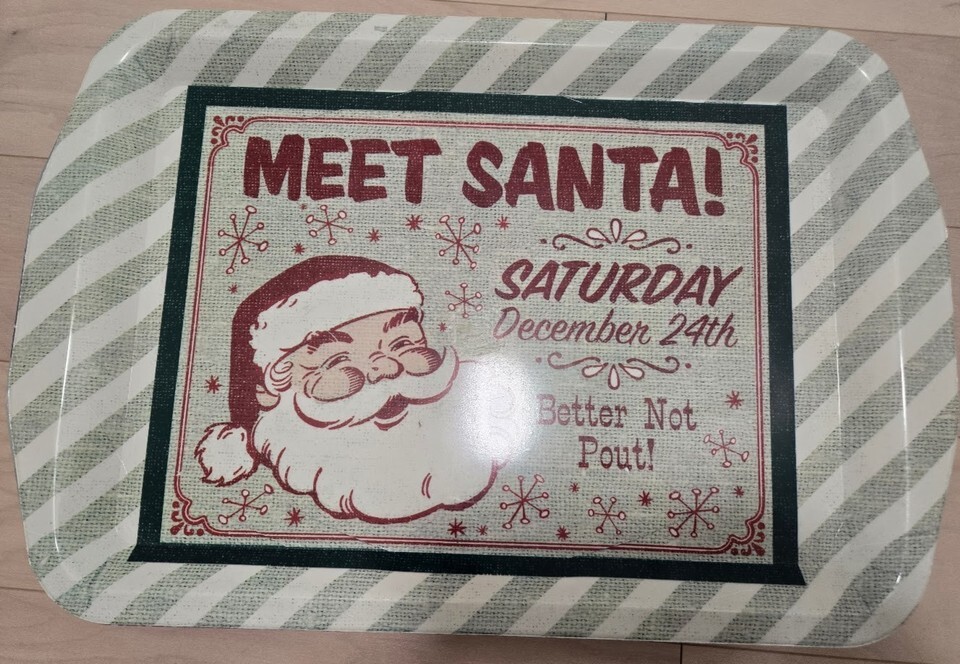 MEET SANTA!
SATURDAY
December 24th
Better Not
Pout!